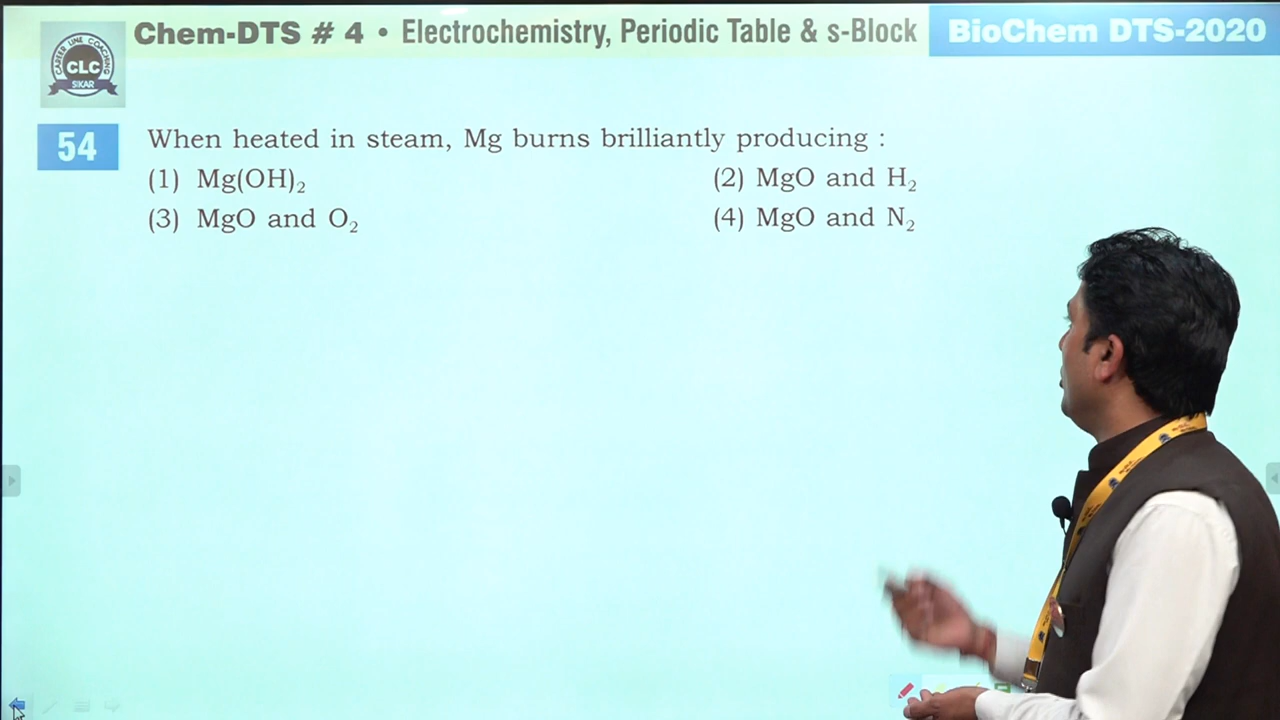 Chem-DTS # 4 • Electrochemistry, Periodic Table & s-Block
BioChem DTS-2020
CAREER LINE COACHING
CLC
SIKAR
54
When heated in steam, Mg burns brilliantly producing :
(1) Mg(OH)₂
(2) MgO and H₂
(3) MgO and O₂
(4) MgO and N₂